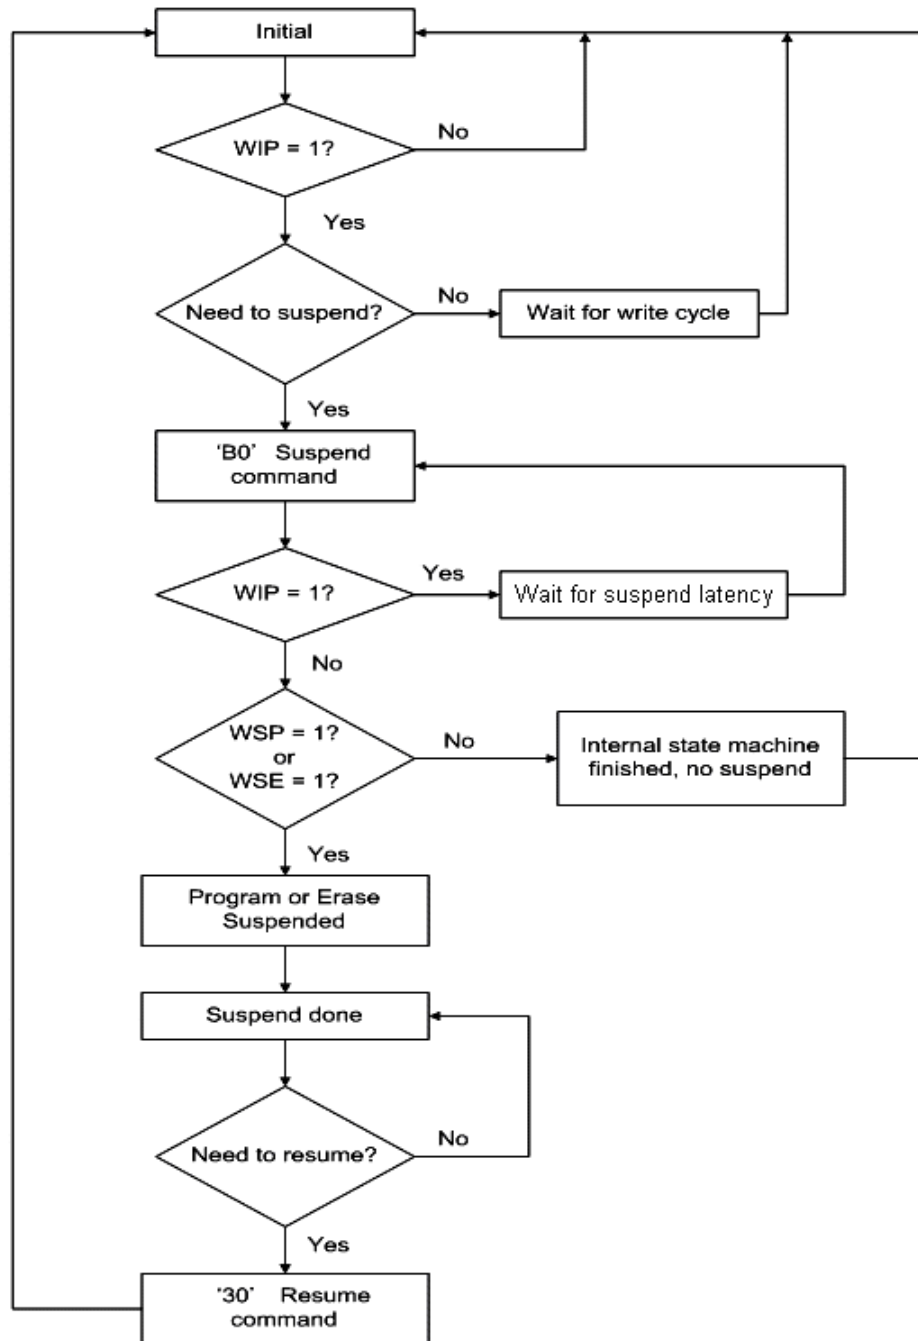 Initial
WIP = 1?
No
Yes
Need to suspend?
No
Wait for write cycle
Yes
‘B0’ Suspend
command
WIP = 1?
Yes
Wait for suspend latency
No
WSP = 1?
or
WSE = 1?
No
Internal state machine
finished, no suspend
Yes
Program or Erase
Suspended
Suspend done
Need to resume?
No
Yes
‘30’ Resume
command